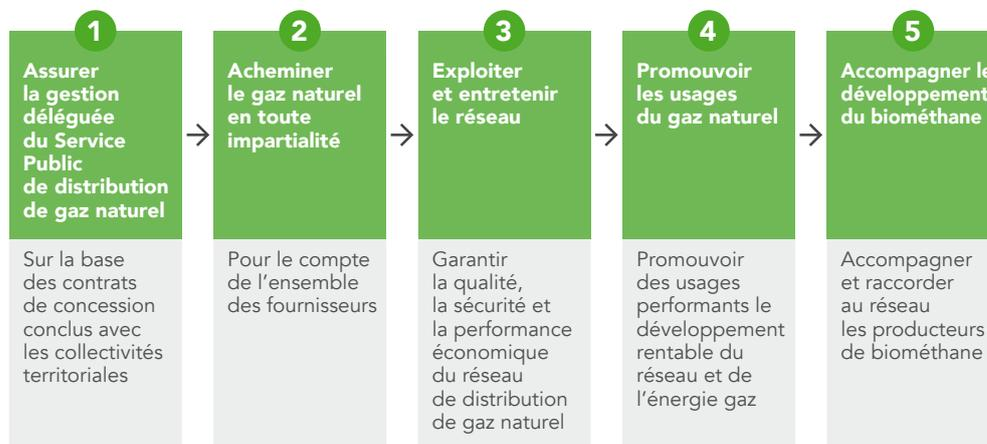 1
Assurer
la gestion
déléguée
du Service
Public
de distribution
de gaz naturel
Sur la base
des contrats
de concession
conclus avec
les collectivités
territoriales
2
Acheminer
le gaz naturel
en toute
impartialité
Pour le compte
de l’ensemble
des fournisseurs
3
Exploiter
et entretenir
le réseau
Garantir
la qualité,
la sécurité et
la performance
économique
du réseau
de distribution
de gaz naturel
4
Promouvoir
les usages
du gaz naturel
Promouvoir
des usages
performants le
développement
rentable du
réseau et de
l’énergie gaz
5
Accompagner le
développement
du biométhane
Accompagner
et raccorder
au réseau
les producteurs
de biométhane